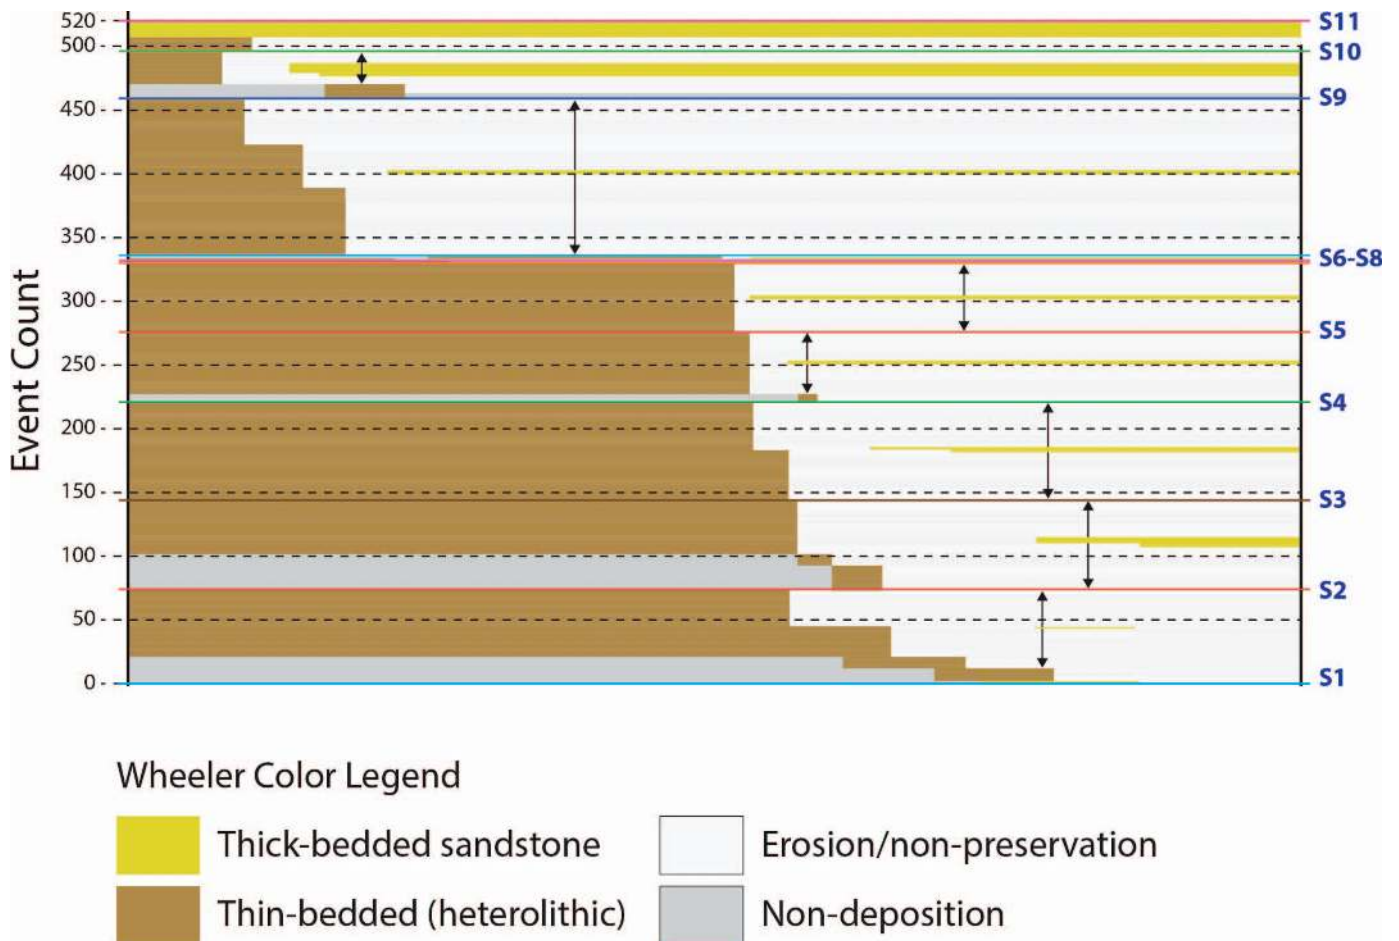 520
S11
500
S10
450
S9
400
350
S6-S8
300
S5
250
S4
200
150
S3
100
S2
50
0
S1
Event Count
Wheeler Color Legend
Thick-bedded sandstone
Erosion/non-preservation
Thin-bedded (heterolithic)
Non-deposition